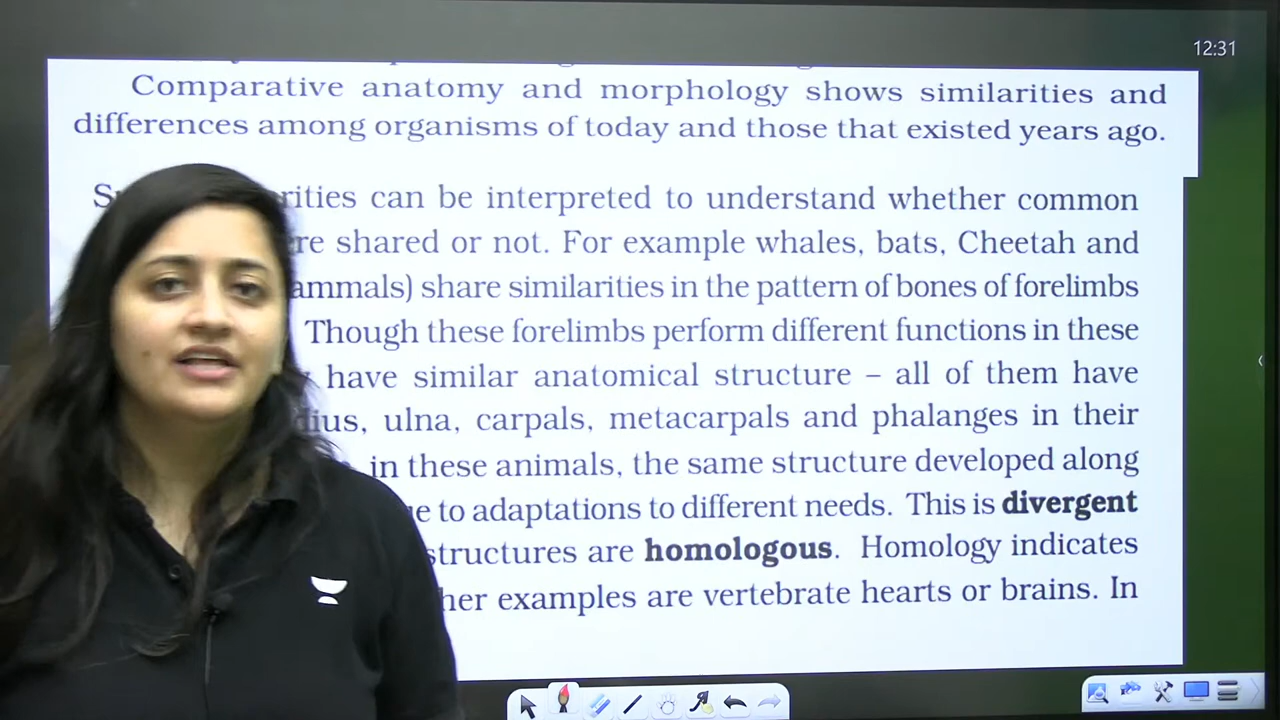 12:31
Comparative anatomy and morphology shows similarities and
differences among organisms of today and those that existed years ago.
can be interpreted to understand whether common
shared or not. For example whales, bats, Cheetah and
share similarities in the pattern of bones of forelimbs
Though these forelimbs perform different functions in these
have similar anatomical structure – all of them have
ulna, carpals, metacarpals and phalanges in their
in these animals, the same structure developed along
to adaptations to different needs. This is divergent
structures are homologous. Homology indicates
examples are vertebrate hearts or brains. In